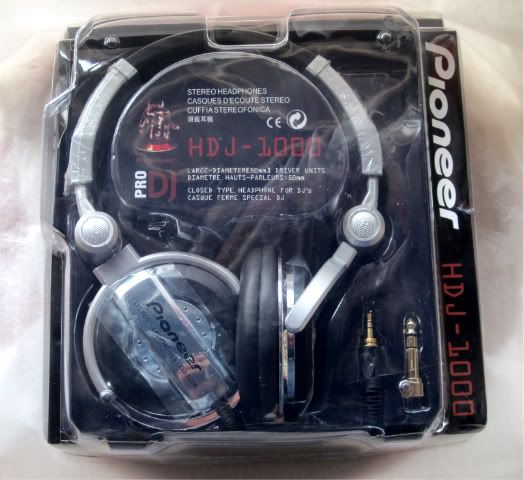 STEREO HEADPHONES
CASQUES D'ECOUTE STEREO
CUFFIA STEREOFONICA
CE
HDJ-1000
PRO DJ
LARGE-DIAMETERE(50mm) DRIVER UNITS
DIAMETRE HAUTS-PARLEURS:50mm
CLOSED TYPE HEADPHONE FOR DJ's
CASQUE FERME SPECIAL DJ
Pioneer
Pioneer
HDJ-1000